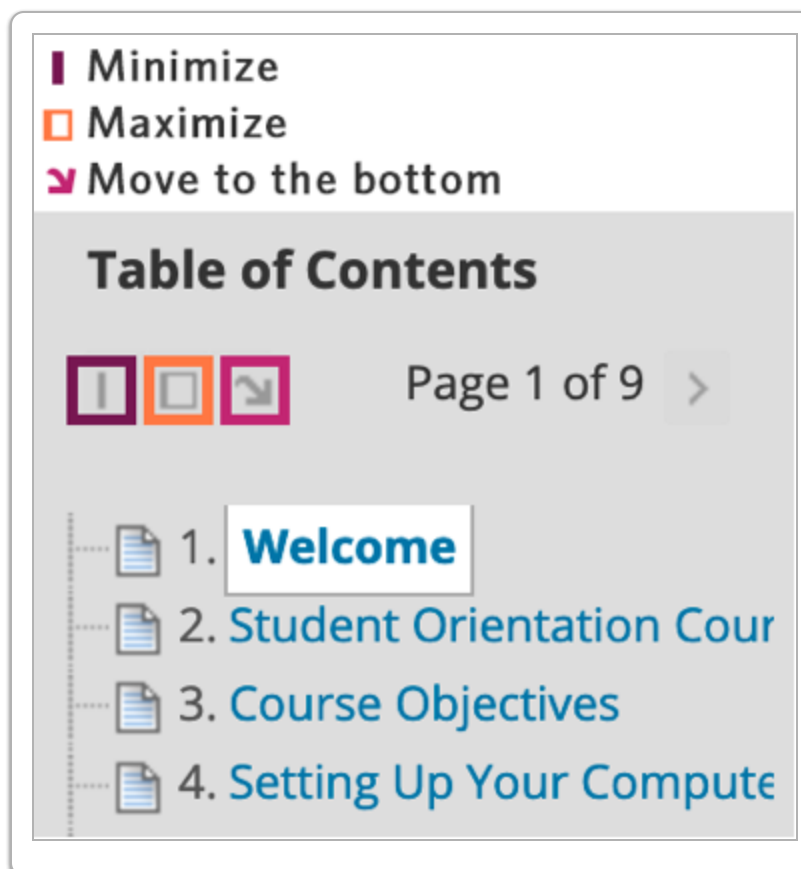 Minimize
Maximize
Move to the bottom
Table of Contents
Page 1 of 9 >
1. Welcome
2. Student Orientation Cour
3. Course Objectives
4. Setting Up Your Compute